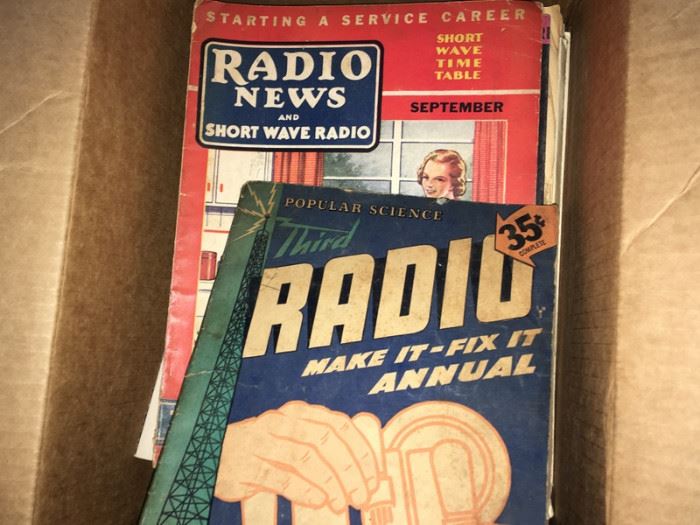 STARTING A SERVICE CAREER
SHORT
WAVE
TIME
TABLE
RADIO
NEWS
AND
SHORT WAVE RADIO
SEPTEMBER
POPULAR SCIENCE
35¢
COMPLETE
Third
RADIO
MAKE IT-FIX IT
ANNUAL